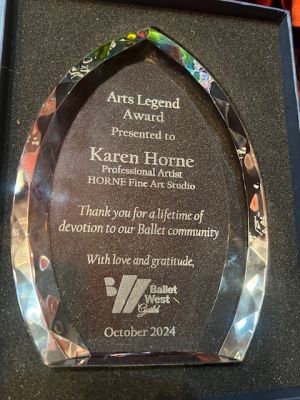 Arts Legend
Award
Presented to
Karen Horne
Professional Artist
HORNE Fine Art Studio
Thank you for a lifetime of
devotion to our Ballet community
With love and gratitude,
Ballet
West
Guild
October 2024